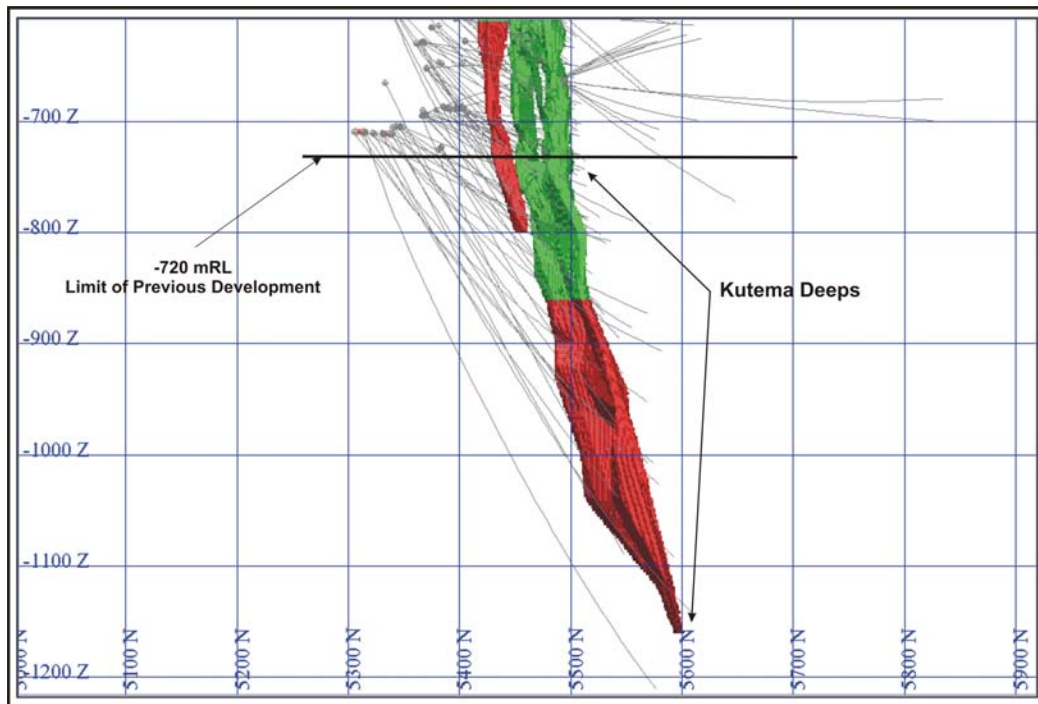 -700 Z
-720 mRL
Limit of Previous Development
-800 Z
Kutema Deeps
-900 Z
-1000 Z
-1100 Z
-1200 Z
5100 N
5200 N
5300 N
5400 N
5500 N
5600 N
5700 N
5800 N
5900 N